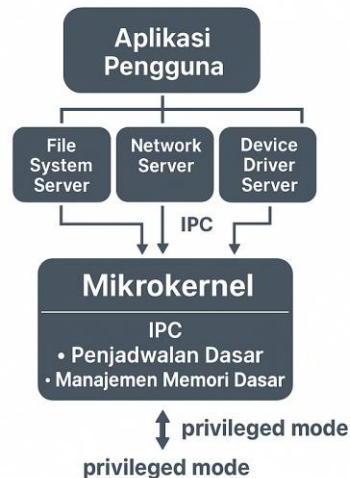 Aplikasi
Pengguna
File
System
Server
Network
Server
Device
Driver
Server
IPC
Mikrokernel
IPC
• Penjadwalan Dasar
• Manajemen Memori Dasar
privileged mode
privileged mode